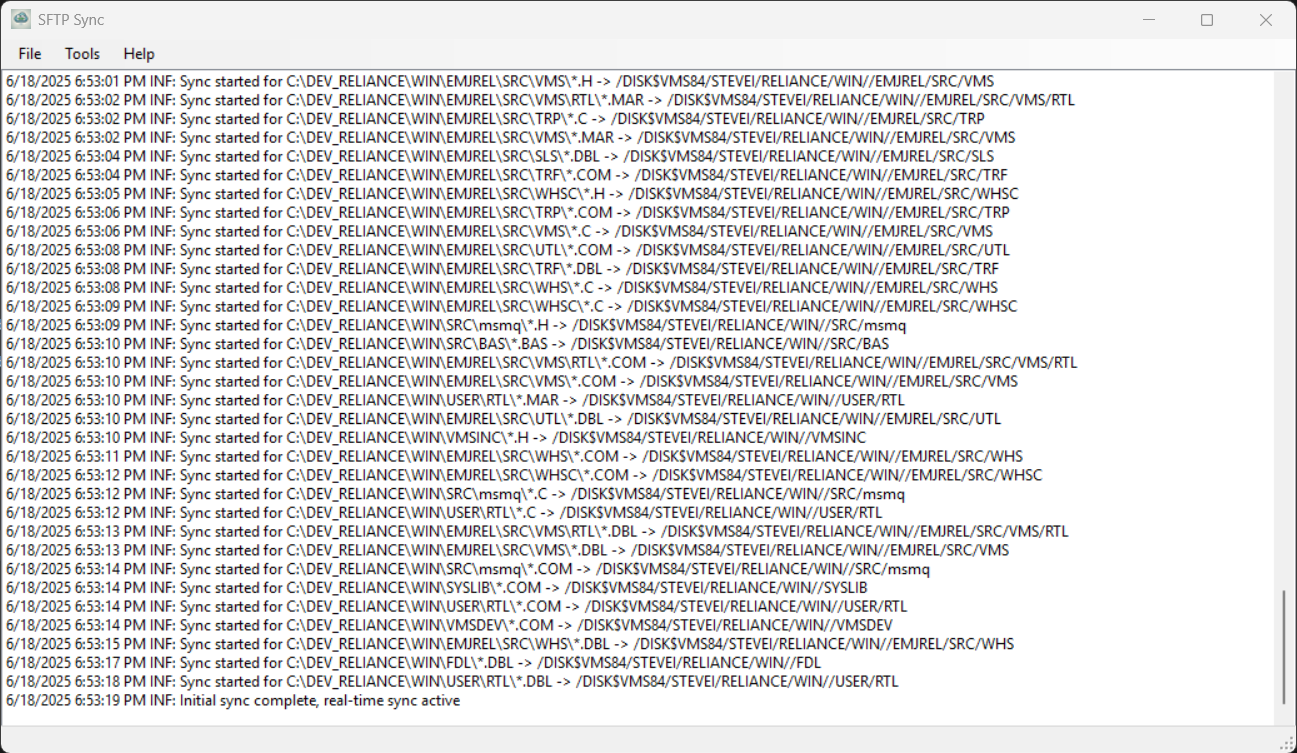 SFTP Sync
File Tools Help
6/18/2025 6:53:01 PM INF: Sync started for C:\DEV_RELIANCE\WIN\EMJREL\SRC\VMS\*.H -> /DISK$VMS84/STEVEI/RELIANCE/WIN//EMJREL/SRC/VMS
6/18/2025 6:53:02 PM INF: Sync started for C:\DEV_RELIANCE\WIN\EMJREL\SRC\VMS\RTL\*.MAR -> /DISK$VMS84/STEVEI/RELIANCE/WIN//EMJREL/SRC/VMS/RTL
6/18/2025 6:53:02 PM INF: Sync started for C:\DEV_RELIANCE\WIN\EMJREL\SRC\TRP\*.C -> /DISK$VMS84/STEVEI/RELIANCE/WIN//EMJREL/SRC/TRP
6/18/2025 6:53:02 PM INF: Sync started for C:\DEV_RELIANCE\WIN\EMJREL\SRC\VMS\*.MAR -> /DISK$VMS84/STEVEI/RELIANCE/WIN//EMJREL/SRC/VMS
6/18/2025 6:53:04 PM INF: Sync started for C:\DEV_RELIANCE\WIN\EMJREL\SRC\SLS\*.DBL -> /DISK$VMS84/STEVEI/RELIANCE/WIN//EMJREL/SRC/SLS
6/18/2025 6:53:04 PM INF: Sync started for C:\DEV_RELIANCE\WIN\EMJREL\SRC\TRF\*.COM -> /DISK$VMS84/STEVEI/RELIANCE/WIN//EMJREL/SRC/TRF
6/18/2025 6:53:05 PM INF: Sync started for C:\DEV_RELIANCE\WIN\EMJREL\SRC\WHSC\*.H -> /DISK$VMS84/STEVEI/RELIANCE/WIN//EMJREL/SRC/WHSC
6/18/2025 6:53:06 PM INF: Sync started for C:\DEV_RELIANCE\WIN\EMJREL\SRC\TRP\*.COM -> /DISK$VMS84/STEVEI/RELIANCE/WIN//EMJREL/SRC/TRP
6/18/2025 6:53:06 PM INF: Sync started for C:\DEV_RELIANCE\WIN\EMJREL\SRC\VMS\*.C -> /DISK$VMS84/STEVEI/RELIANCE/WIN//EMJREL/SRC/VMS
6/18/2025 6:53:08 PM INF: Sync started for C:\DEV_RELIANCE\WIN\EMJREL\SRC\UTL\*.COM -> /DISK$VMS84/STEVEI/RELIANCE/WIN//EMJREL/SRC/UTL
6/18/2025 6:53:08 PM INF: Sync started for C:\DEV_RELIANCE\WIN\EMJREL\SRC\TRF\*.DBL -> /DISK$VMS84/STEVEI/RELIANCE/WIN//EMJREL/SRC/TRF
6/18/2025 6:53:08 PM INF: Sync started for C:\DEV_RELIANCE\WIN\EMJREL\SRC\WHS\*.C -> /DISK$VMS84/STEVEI/RELIANCE/WIN//EMJREL/SRC/WHS
6/18/2025 6:53:09 PM INF: Sync started for C:\DEV_RELIANCE\WIN\EMJREL\SRC\WHSC\*.C -> /DISK$VMS84/STEVEI/RELIANCE/WIN//EMJREL/SRC/WHSC
6/18/2025 6:53:09 PM INF: Sync started for C:\DEV_RELIANCE\WIN\SRC\msmq\*.H -> /DISK$VMS84/STEVEI/RELIANCE/WIN//SRC/msmq
6/18/2025 6:53:10 PM INF: Sync started for C:\DEV_RELIANCE\WIN\SRC\BAS\*.BAS -> /DISK$VMS84/STEVEI/RELIANCE/WIN//SRC/BAS
6/18/2025 6:53:10 PM INF: Sync started for C:\DEV_RELIANCE\WIN\EMJREL\SRC\VMS\RTL\*.COM -> /DISK$VMS84/STEVEI/RELIANCE/WIN//EMJREL/SRC/VMS/RTL
6/18/2025 6:53:10 PM INF: Sync started for C:\DEV_RELIANCE\WIN\EMJREL\SRC\VMS\*.COM -> /DISK$VMS84/STEVEI/RELIANCE/WIN//EMJREL/SRC/VMS
6/18/2025 6:53:10 PM INF: Sync started for C:\DEV_RELIANCE\WIN\USER\RTL\*.MAR -> /DISK$VMS84/STEVEI/RELIANCE/WIN//USER/RTL
6/18/2025 6:53:10 PM INF: Sync started for C:\DEV_RELIANCE\WIN\EMJREL\SRC\UTL\*.DBL -> /DISK$VMS84/STEVEI/RELIANCE/WIN//EMJREL/SRC/UTL
6/18/2025 6:53:10 PM INF: Sync started for C:\DEV_RELIANCE\WIN\VMSINC\*.H -> /DISK$VMS84/STEVEI/RELIANCE/WIN//VMSINC
6/18/2025 6:53:11 PM INF: Sync started for C:\DEV_RELIANCE\WIN\EMJREL\SRC\WHS\*.COM -> /DISK$VMS84/STEVEI/RELIANCE/WIN//EMJREL/SRC/WHS
6/18/2025 6:53:12 PM INF: Sync started for C:\DEV_RELIANCE\WIN\EMJREL\SRC\WHSC\*.COM -> /DISK$VMS84/STEVEI/RELIANCE/WIN//EMJREL/SRC/WHSC
6/18/2025 6:53:12 PM INF: Sync started for C:\DEV_RELIANCE\WIN\SRC\msmq\*.C -> /DISK$VMS84/STEVEI/RELIANCE/WIN//SRC/msmq
6/18/2025 6:53:12 PM INF: Sync started for C:\DEV_RELIANCE\WIN\USER\RTL\*.C -> /DISK$VMS84/STEVEI/RELIANCE/WIN//USER/RTL
6/18/2025 6:53:13 PM INF: Sync started for C:\DEV_RELIANCE\WIN\EMJREL\SRC\VMS\RTL\*.DBL -> /DISK$VMS84/STEVEI/RELIANCE/WIN//EMJREL/SRC/VMS/RTL
6/18/2025 6:53:13 PM INF: Sync started for C:\DEV_RELIANCE\WIN\EMJREL\SRC\VMS\*.DBL -> /DISK$VMS84/STEVEI/RELIANCE/WIN//EMJREL/SRC/VMS
6/18/2025 6:53:14 PM INF: Sync started for C:\DEV_RELIANCE\WIN\SRC\msmq\*.COM -> /DISK$VMS84/STEVEI/RELIANCE/WIN//SRC/msmq
6/18/2025 6:53:14 PM INF: Sync started for C:\DEV_RELIANCE\WIN\SYSLIB\*.COM -> /DISK$VMS84/STEVEI/RELIANCE/WIN//SYSLIB
6/18/2025 6:53:14 PM INF: Sync started for C:\DEV_RELIANCE\WIN\USER\RTL\*.COM -> /DISK$VMS84/STEVEI/RELIANCE/WIN//USER/RTL
6/18/2025 6:53:14 PM INF: Sync started for C:\DEV_RELIANCE\WIN\VMSDEV\*.COM -> /DISK$VMS84/STEVEI/RELIANCE/WIN//VMSDEV
6/18/2025 6:53:15 PM INF: Sync started for C:\DEV_RELIANCE\WIN\EMJREL\SRC\WHS\*.DBL -> /DISK$VMS84/STEVEI/RELIANCE/WIN//EMJREL/SRC/WHS
6/18/2025 6:53:17 PM INF: Sync started for C:\DEV_RELIANCE\WIN\FDL\*.DBL -> /DISK$VMS84/STEVEI/RELIANCE/WIN//FDL
6/18/2025 6:53:18 PM INF: Sync started for C:\DEV_RELIANCE\WIN\USER\RTL\*.DBL -> /DISK$VMS84/STEVEI/RELIANCE/WIN//USER/RTL
6/18/2025 6:53:19 PM INF: Initial sync complete, real-time sync active